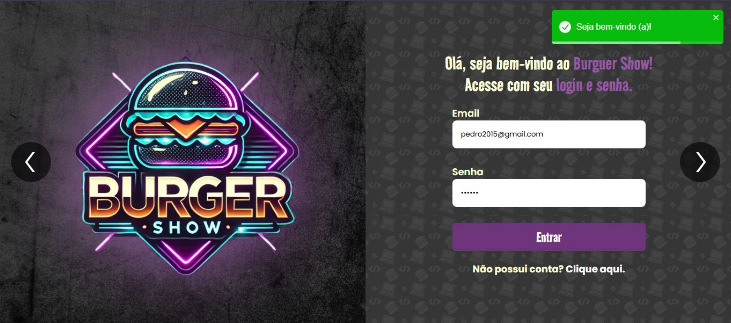 Seja bem-vindo (a)!
BURGER
SHOW
Olá, seja bem-vindo ao Burguer Show!
Acesse com seu login e senha.
Email
pedro2015@gmail.com
Senha
••••••
Entrar
Não possui conta? Clique aqui.